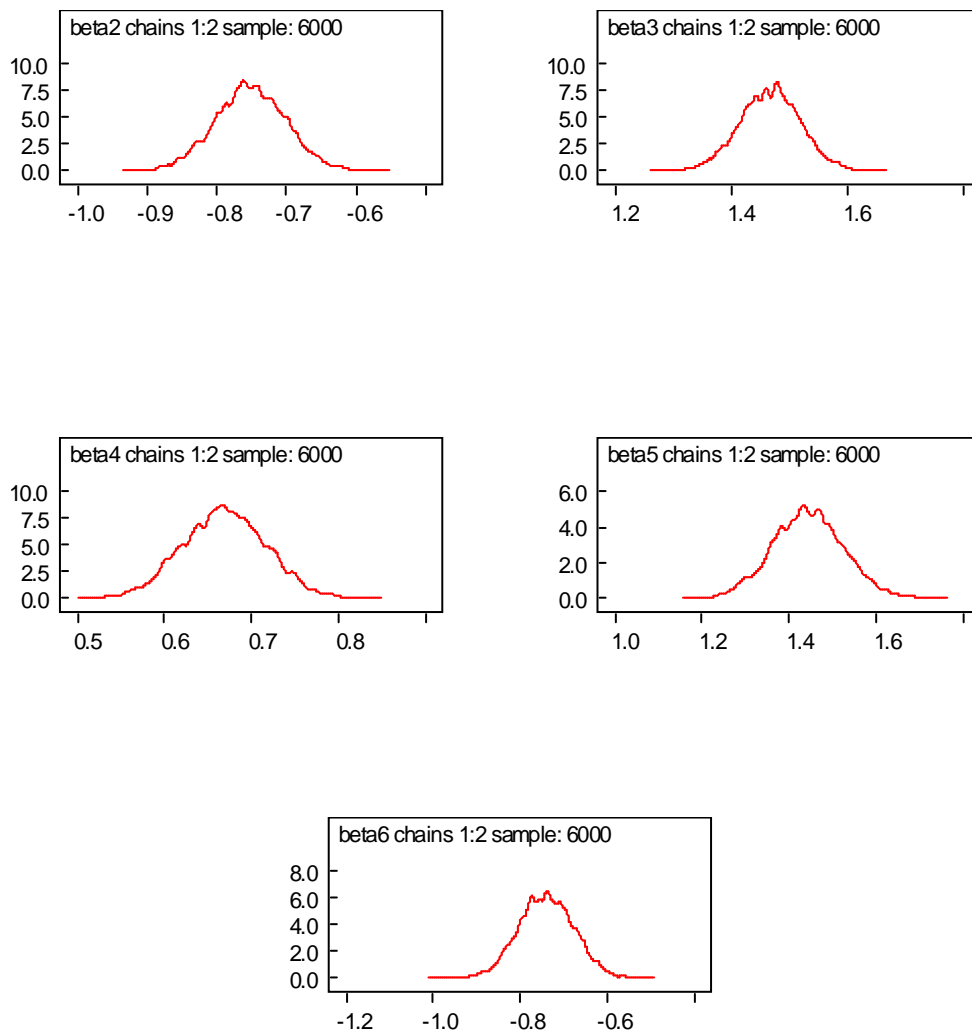 beta2 chains 1:2 sample: 6000
10.0
7.5
5.0
2.5
0.0
-1.0 -0.9 -0.8 -0.7 -0.6
beta3 chains 1:2 sample: 6000
10.0
7.5
5.0
2.5
0.0
1.2 1.4 1.6
beta4 chains 1:2 sample: 6000
10.0
7.5
5.0
2.5
0.0
0.5 0.6 0.7 0.8
beta5 chains 1:2 sample: 6000
6.0
4.0
2.0
0.0
1.0 1.2 1.4 1.6
beta6 chains 1:2 sample: 6000
8.0
6.0
4.0
2.0
0.0
-1.2 -1.0 -0.8 -0.6